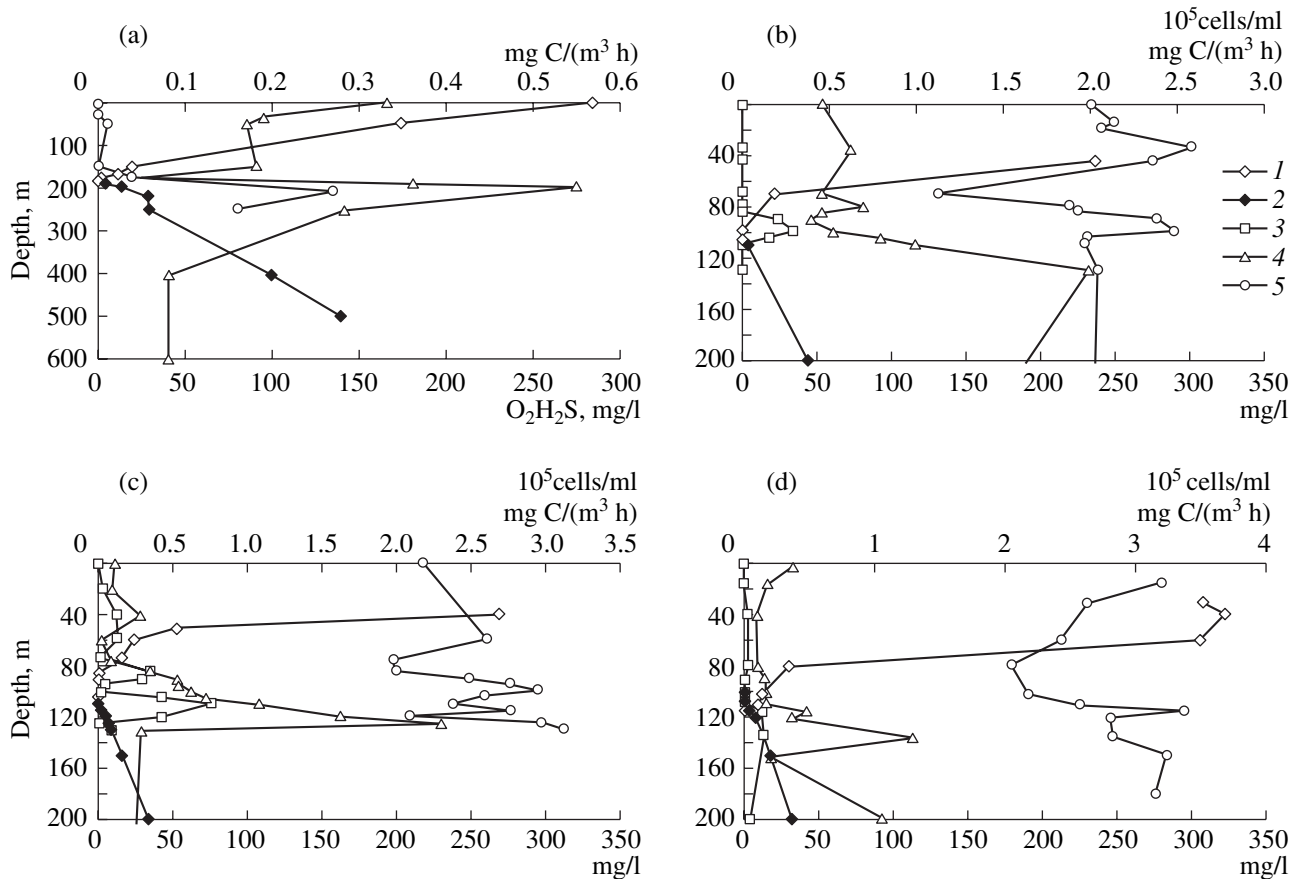 (a)
mg C/(m³ h)
0 0.1 0.2 0.3 0.4 0.5 0.6
100
200
300
400
500
600
Depth, m
0 50 100 150 200 250 300
O₂H₂S, mg/l
(b)
10⁵cells/ml
mg C/(m³ h)
0 0.5 1.0 1.5 2.0 2.5 3.0
40
80
120
160
200
0 50 100 150 200 250 300 350
mg/l
1
2
3
4
5
(c)
10⁵cells/ml
mg C/(m³ h)
0 0.5 1.0 1.5 2.0 2.5 3.0 3.5
40
80
120
160
200
Depth, m
0 50 100 150 200 250 300 350
mg/l
(d)
10⁵ cells/ml
mg C/(m³ h)
0 1 2 3 4
40
80
120
160
200
0 50 100 150 200 250 300 350
mg/l